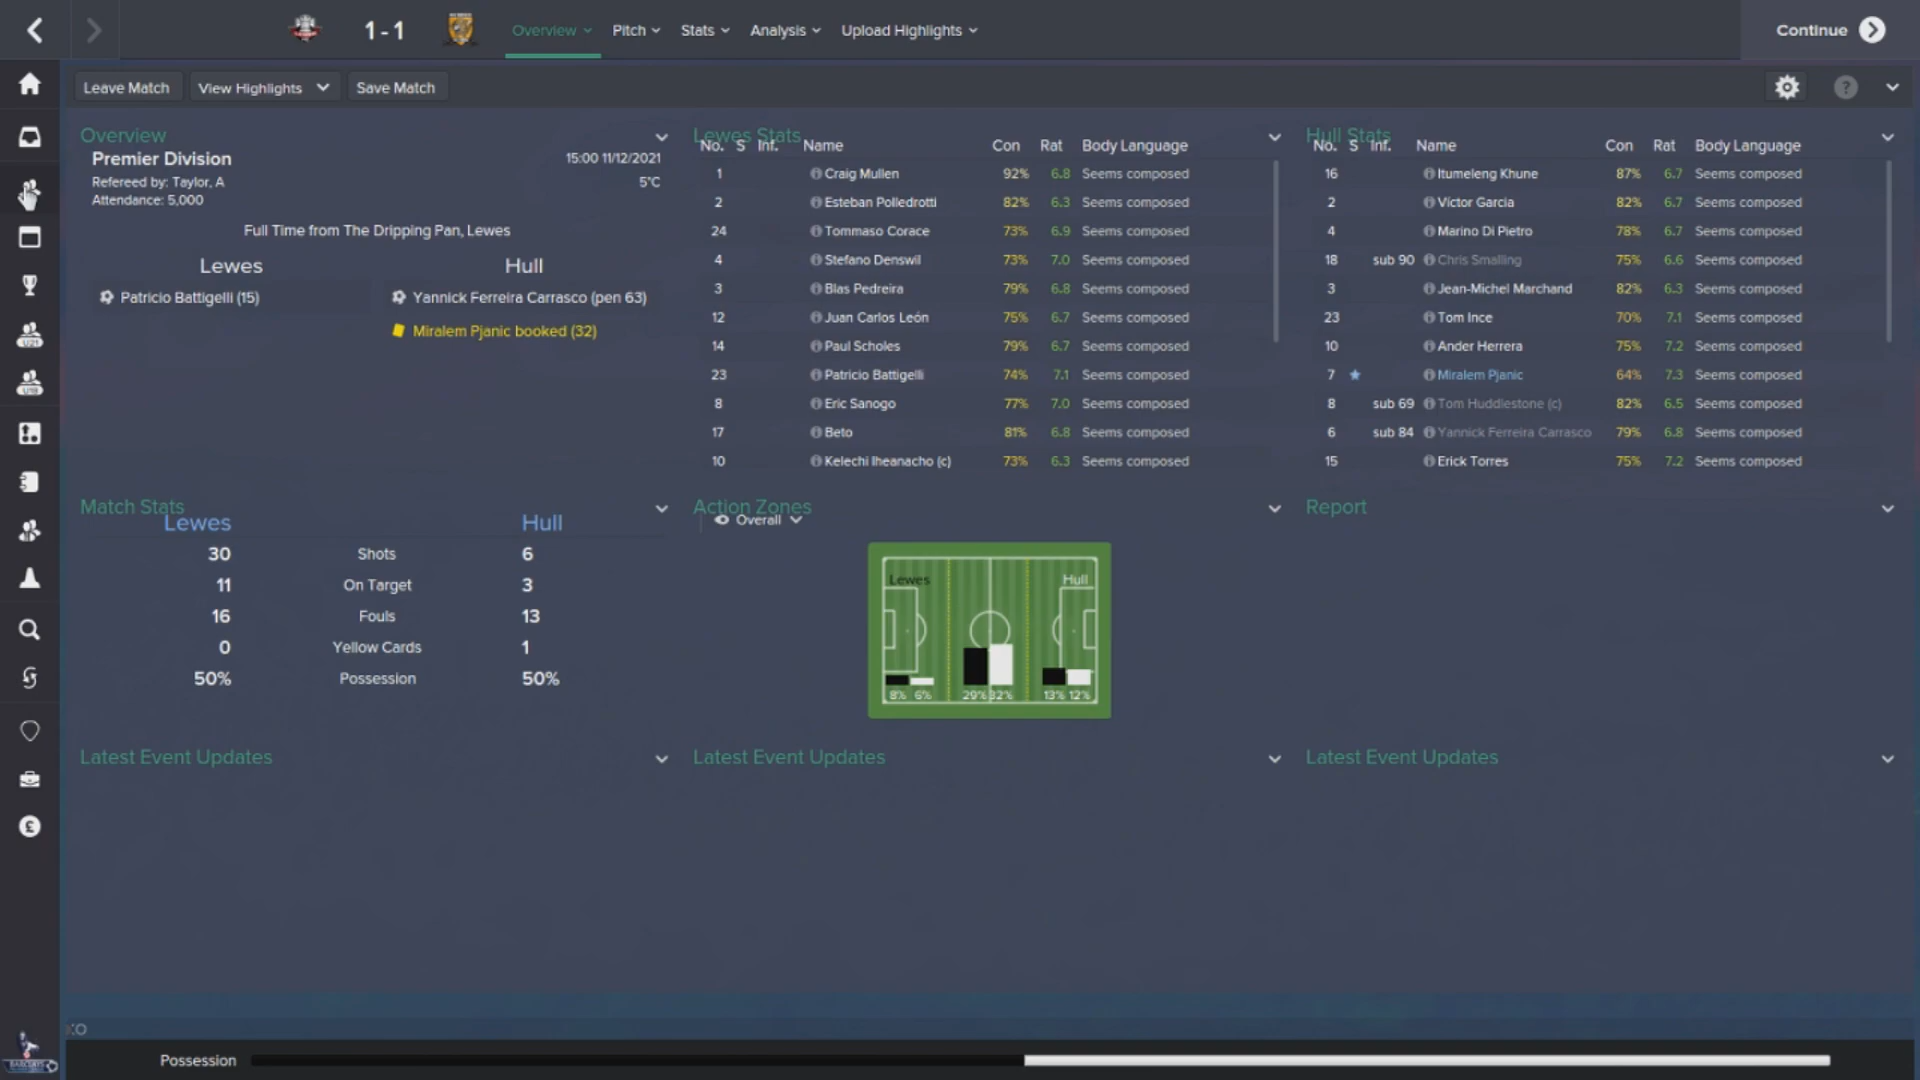 1 - 1
Overview
Pitch
Stats
Analysis
Upload Highlights
Continue
Leave Match
View Highlights
Save Match
?
Overview
Premier Division
15:00 11/12/2021
Refereed by: Taylor, A
5°C
Attendance: 5,000
Full Time from The Dripping Pan, Lewes
Lewes Hull
Patricio Battigelli (15)
Yannick Ferreira Carrasco (pen 63)
Miralem Pjanic booked (32)
Lewes Stats
No. S Inf. Name Con Rat Body Language
1 Craig Mullen 92% 6.8 Seems composed
2 Esteban Polledrotti 82% 6.3 Seems composed
24 Tommaso Corace 73% 6.9 Seems composed
4 Stefano Denswil 73% 7.0 Seems composed
3 Blas Pedreira 79% 6.8 Seems composed
12 Juan Carlos León 75% 6.7 Seems composed
14 Paul Scholes 79% 6.7 Seems composed
23 Patricio Battigelli 74% 7.1 Seems composed
8 Eric Sanogo 77% 7.0 Seems composed
17 Beto 81% 6.8 Seems composed
10 Kelechi Iheanacho (c) 73% 6.3 Seems composed
Hull Stats
No. S Inf. Name Con Rat Body Language
16 Itumeleng Khune 87% 6.7 Seems composed
2 Víctor García 82% 6.7 Seems composed
4 Marino Di Pietro 78% 6.7 Seems composed
18 sub 90 Chris Smalling 75% 6.6 Seems composed
3 Jean-Michel Marchand 82% 6.3 Seems composed
23 Tom Ince 70% 7.1 Seems composed
10 Ander Herrera 75% 7.2 Seems composed
7 Miralem Pjanic 64% 7.3 Seems composed
8 sub 69 Tom Huddlestone (c) 82% 6.5 Seems composed
6 sub 84 Yannick Ferreira Carrasco 79% 6.8 Seems composed
15 Erick Torres 75% 7.2 Seems composed
Match Stats
Lewes Hull
30 Shots 6
11 On Target 3
16 Fouls 13
0 Yellow Cards 1
50% Possession 50%
Action Zones
Overall
Lewes Hull
8% 6% 29% 32% 13% 12%
Report
Latest Event Updates
Latest Event Updates
Latest Event Updates
U21
U18
£
Possession